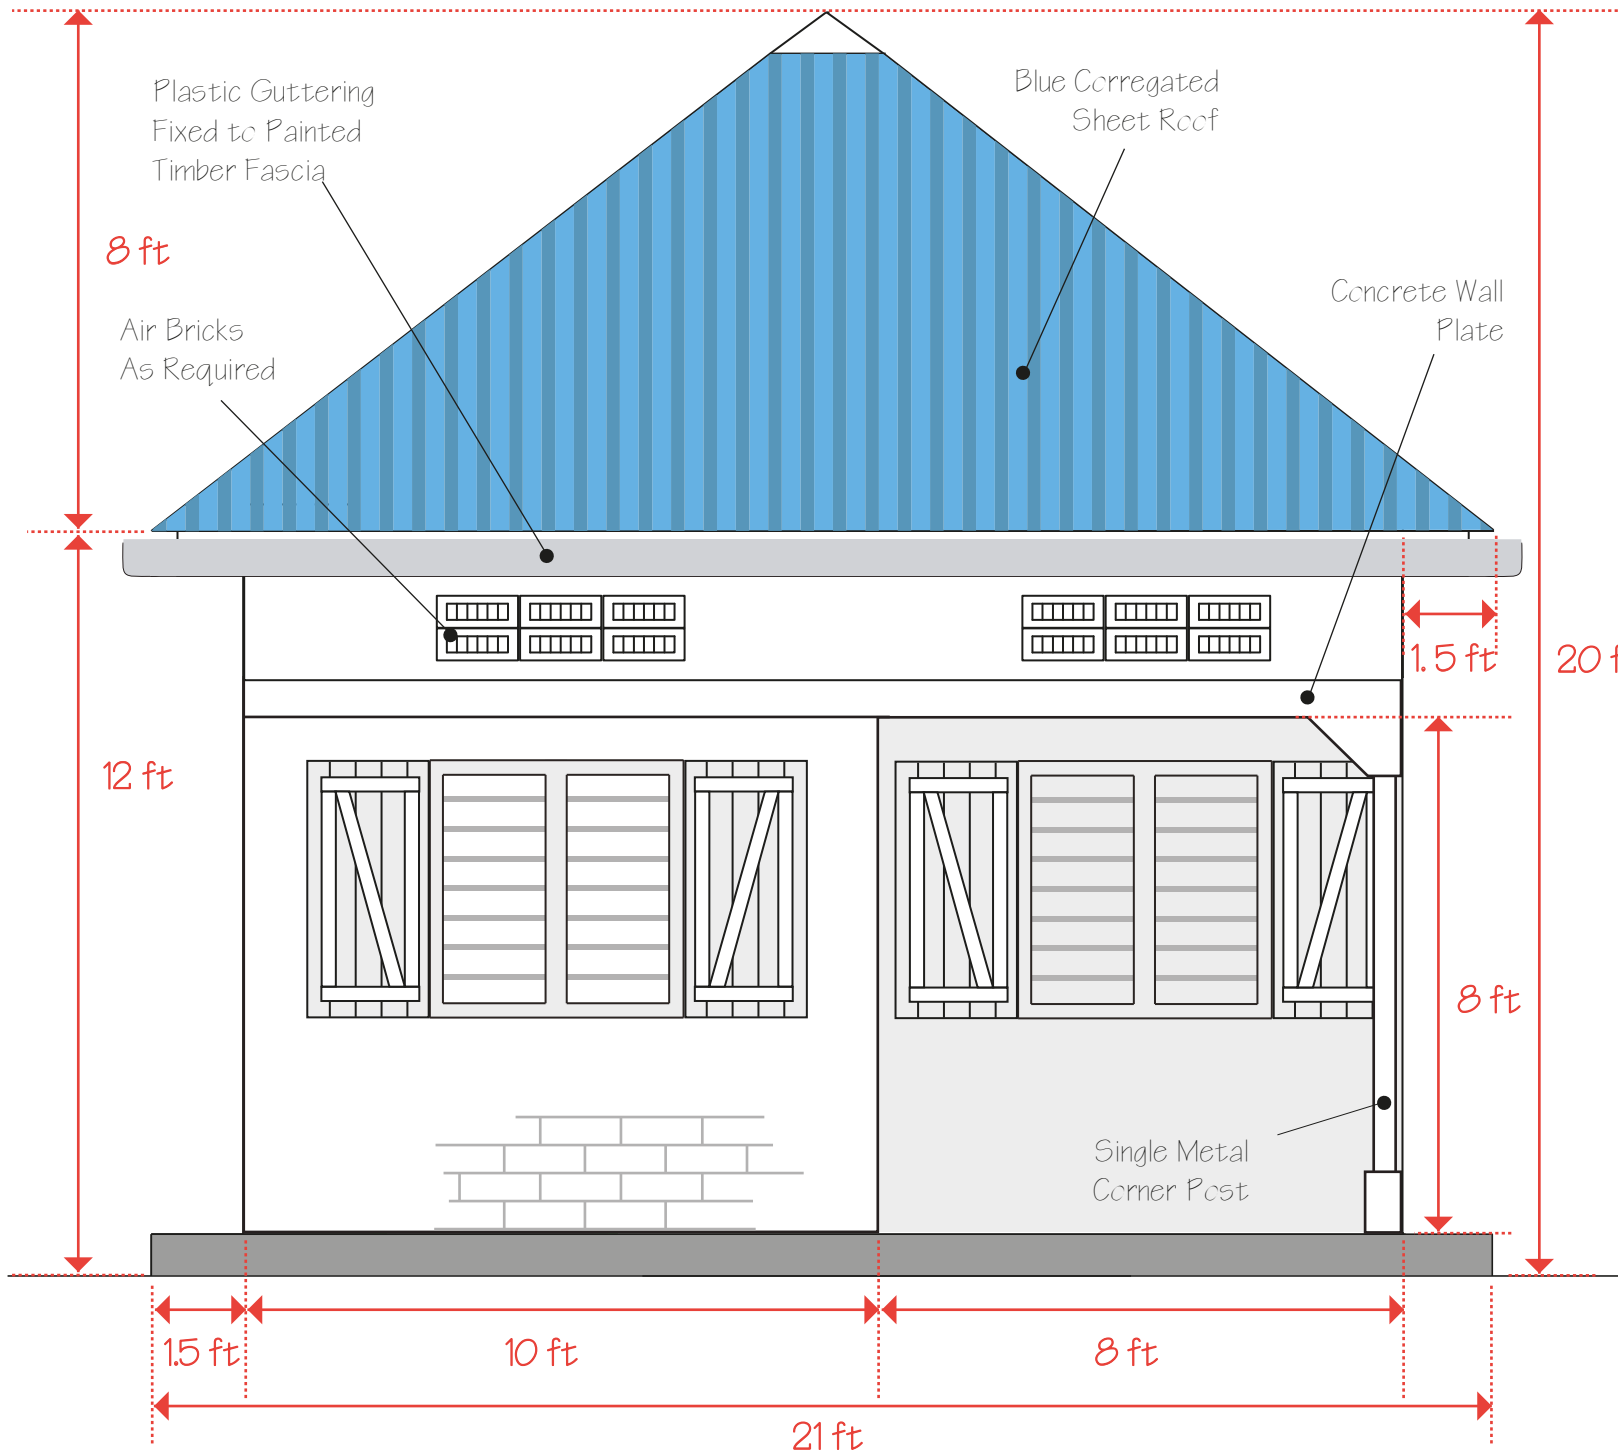 Plastic Guttering
Fixed to Painted
Timber Fascia
Blue Corregated
Sheet Roof
8 ft
Concrete Wall
Plate
Air Bricks
As Required
1.5 ft
20 f
12 ft
8 ft
Single Metal
Corner Post
1.5 ft
10 ft
8 ft
21 ft